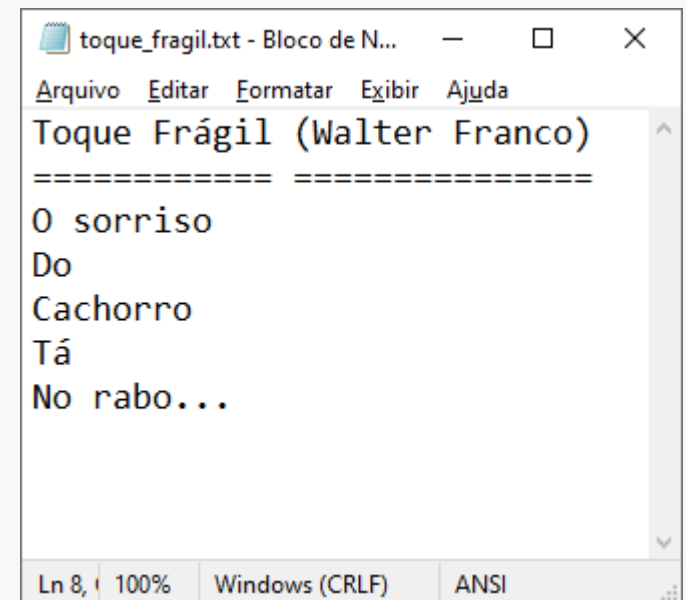 toque_fragil.txt - Bloco de N...
Arquivo Editar Formatar Exibir Ajuda
Toque Frágil (Walter Franco)
============ ===============
O sorriso
Do
Cachorro
Tá
No rabo...
Ln 8, 100% Windows (CRLF) ANSI